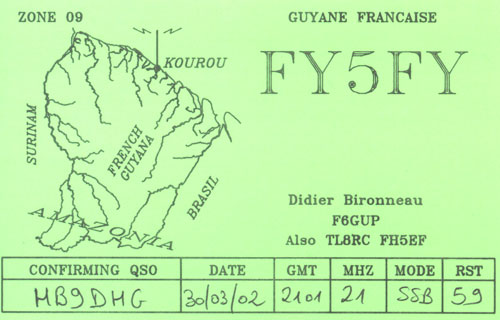 ZONE 09
GUYANE FRANCAISE
FY5FY
KOUROU
SURINAM
FRENCH
GUYANA
BRASIL
AMAZONIA
Didier Bironneau
F6GUP
Also TL8RC FH5EF
CONFIRMING QSO DATE GMT MHZ MODE RST
HB9DHG 30/03/02 2101 21 SSB 59